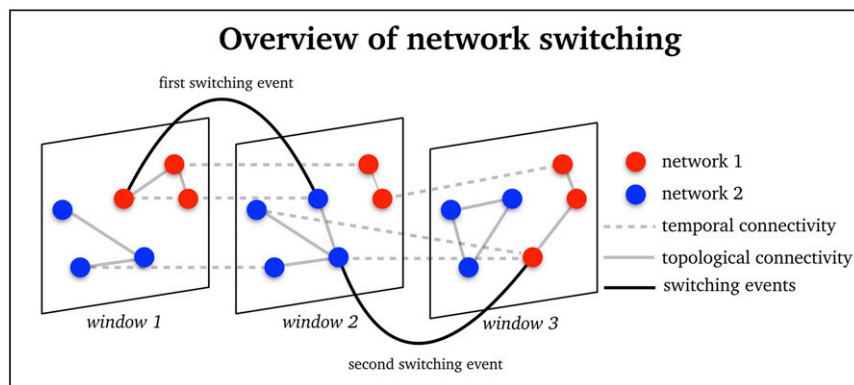 Overview of network switching
first switching event
network 1
network 2
temporal connectivity
topological connectivity
switching events
window 1
window 2
window 3
second switching event